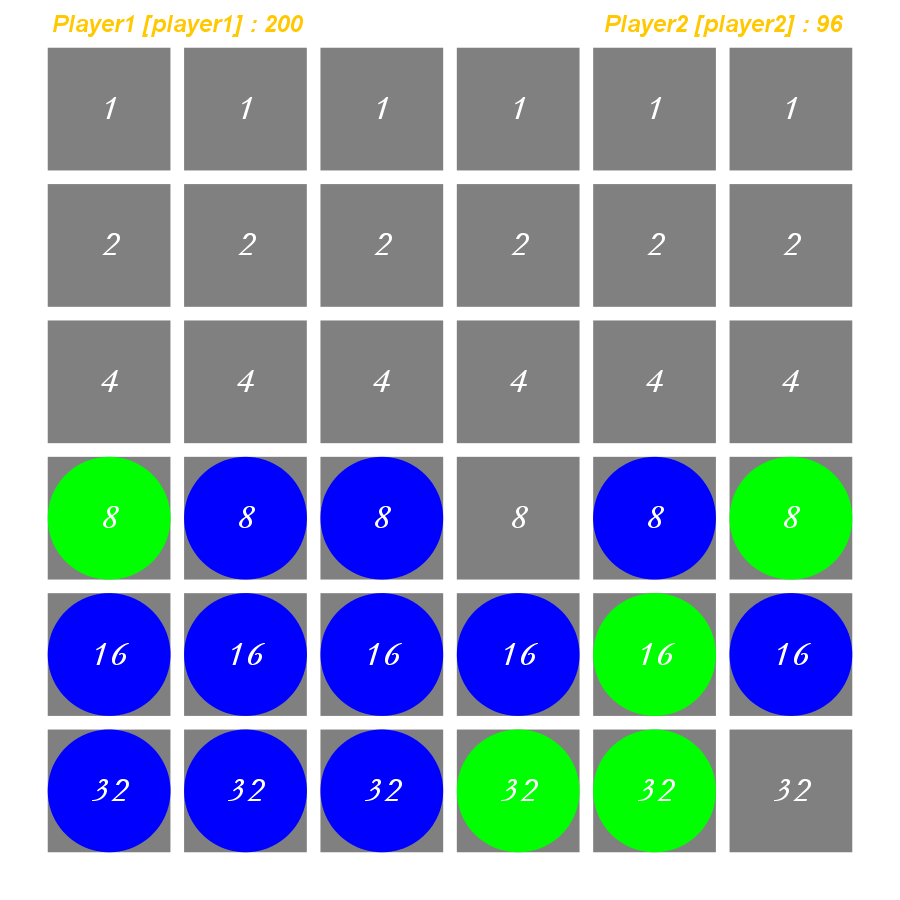 Player1 [player1] : 200 Player2 [player2] : 96
1 1 1 1 1 1
2 2 2 2 2 2
4 4 4 4 4 4
8 8 8 8 8 8
16 16 16 16 16 16
32 32 32 32 32 32